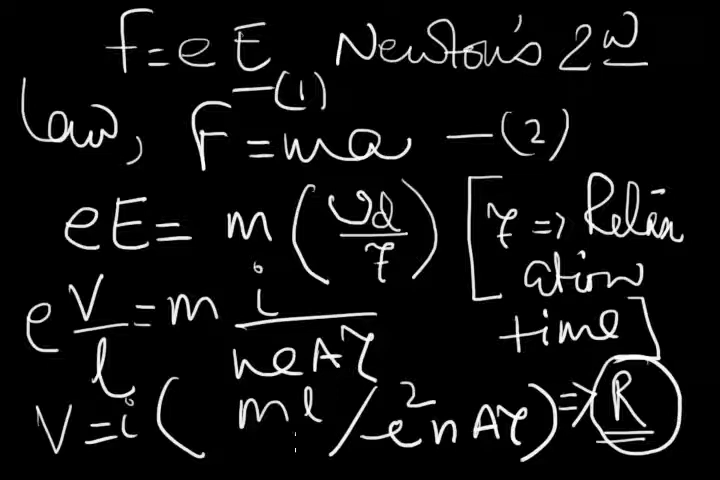 F = eE —(1) Newton's 2nd
law, F = ma —(2)
eE = m (vd/τ) [τ => Relax
ation
time]
e V/l = m i/neAτ
V = i (ml/e²nAτ) => R